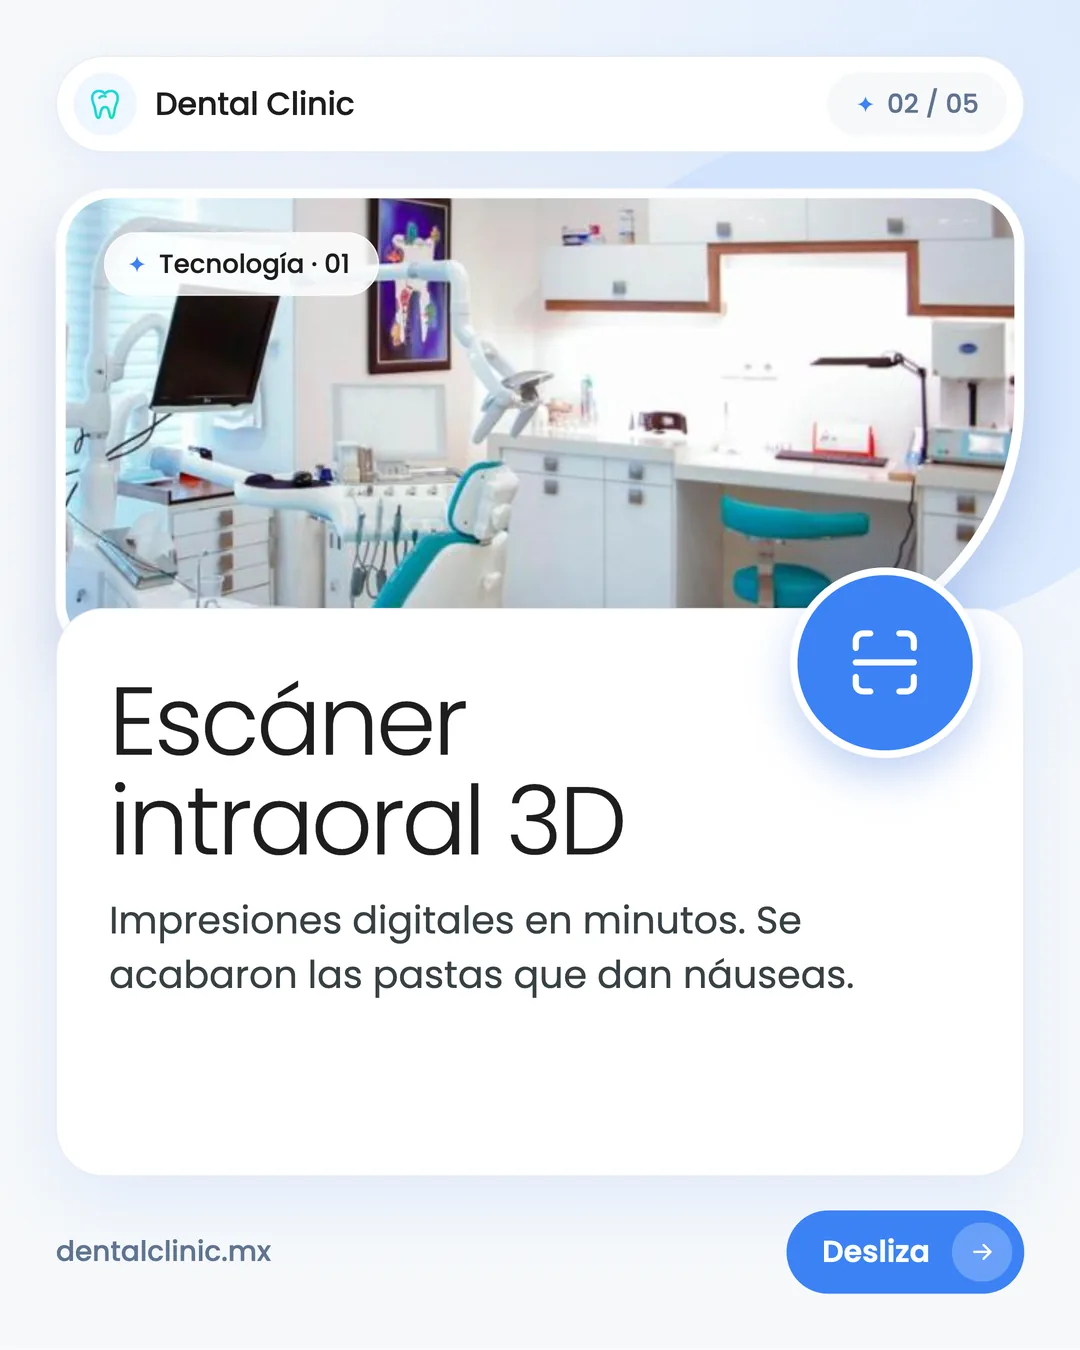 Dental Clinic
02 / 05
Tecnología · 01
Escáner
intraoral 3D
Impresiones digitales en minutos. Se
acabaron las pastas que dan náuseas.
dentalclinic.mx
Desliza